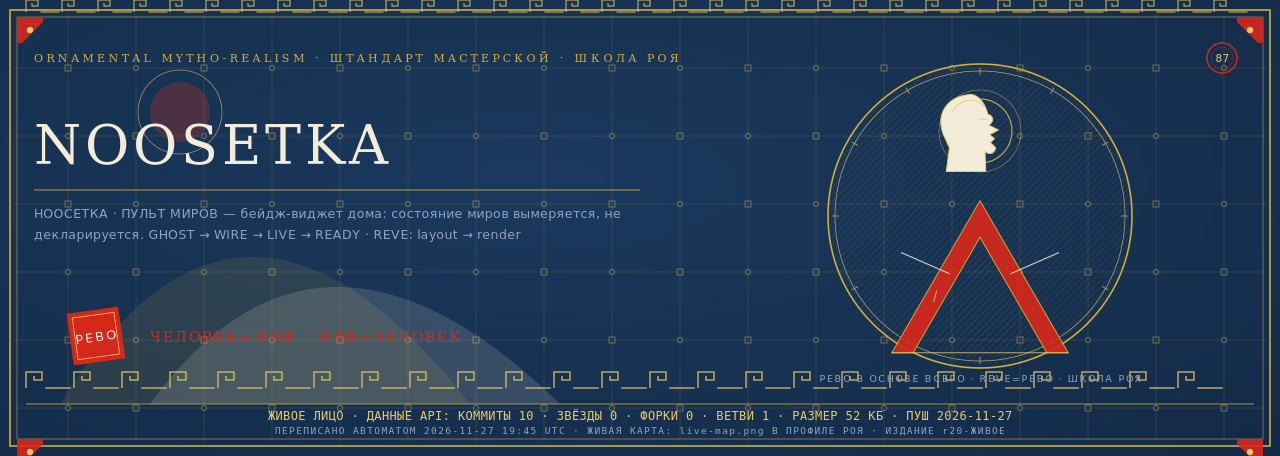 ORNAMENTAL MYTHO-REALISM · ШТАНДАРТ МАСТЕРСКОЙ · ШКОЛА РОЯ
87
NOOSETKA
НООСЕТКА · ПУЛЬТ МИРОВ — бейдж-виджет дома: состояние миров вымеряется, не
декларируется. GHOST → WIRE → LIVE → READY · REVE: layout → render
РЕВО
ЧЕЛОВЕК=МИФ · МИФ=ЧЕЛОВЕК
РЕВО В ОСНОВЕ ВСЕГО · REVE=РЕВО · ШКОЛА РОЯ
ЖИВОЕ ЛИЦО · ДАННЫЕ API: КОММИТЫ 10 · ЗВЁЗДЫ 0 · ФОРКИ 0 · ВЕТВИ 1 · РАЗМЕР 52 КБ · ПУШ 2026-11-27
ПЕРЕПИСАНО АВТОМАТОМ 2026-11-27 19:45 UTC · ЖИВАЯ КАРТА: live-map.png В ПРОФИЛЕ РОЯ · ИЗДАНИЕ r20-ЖИВОЕ